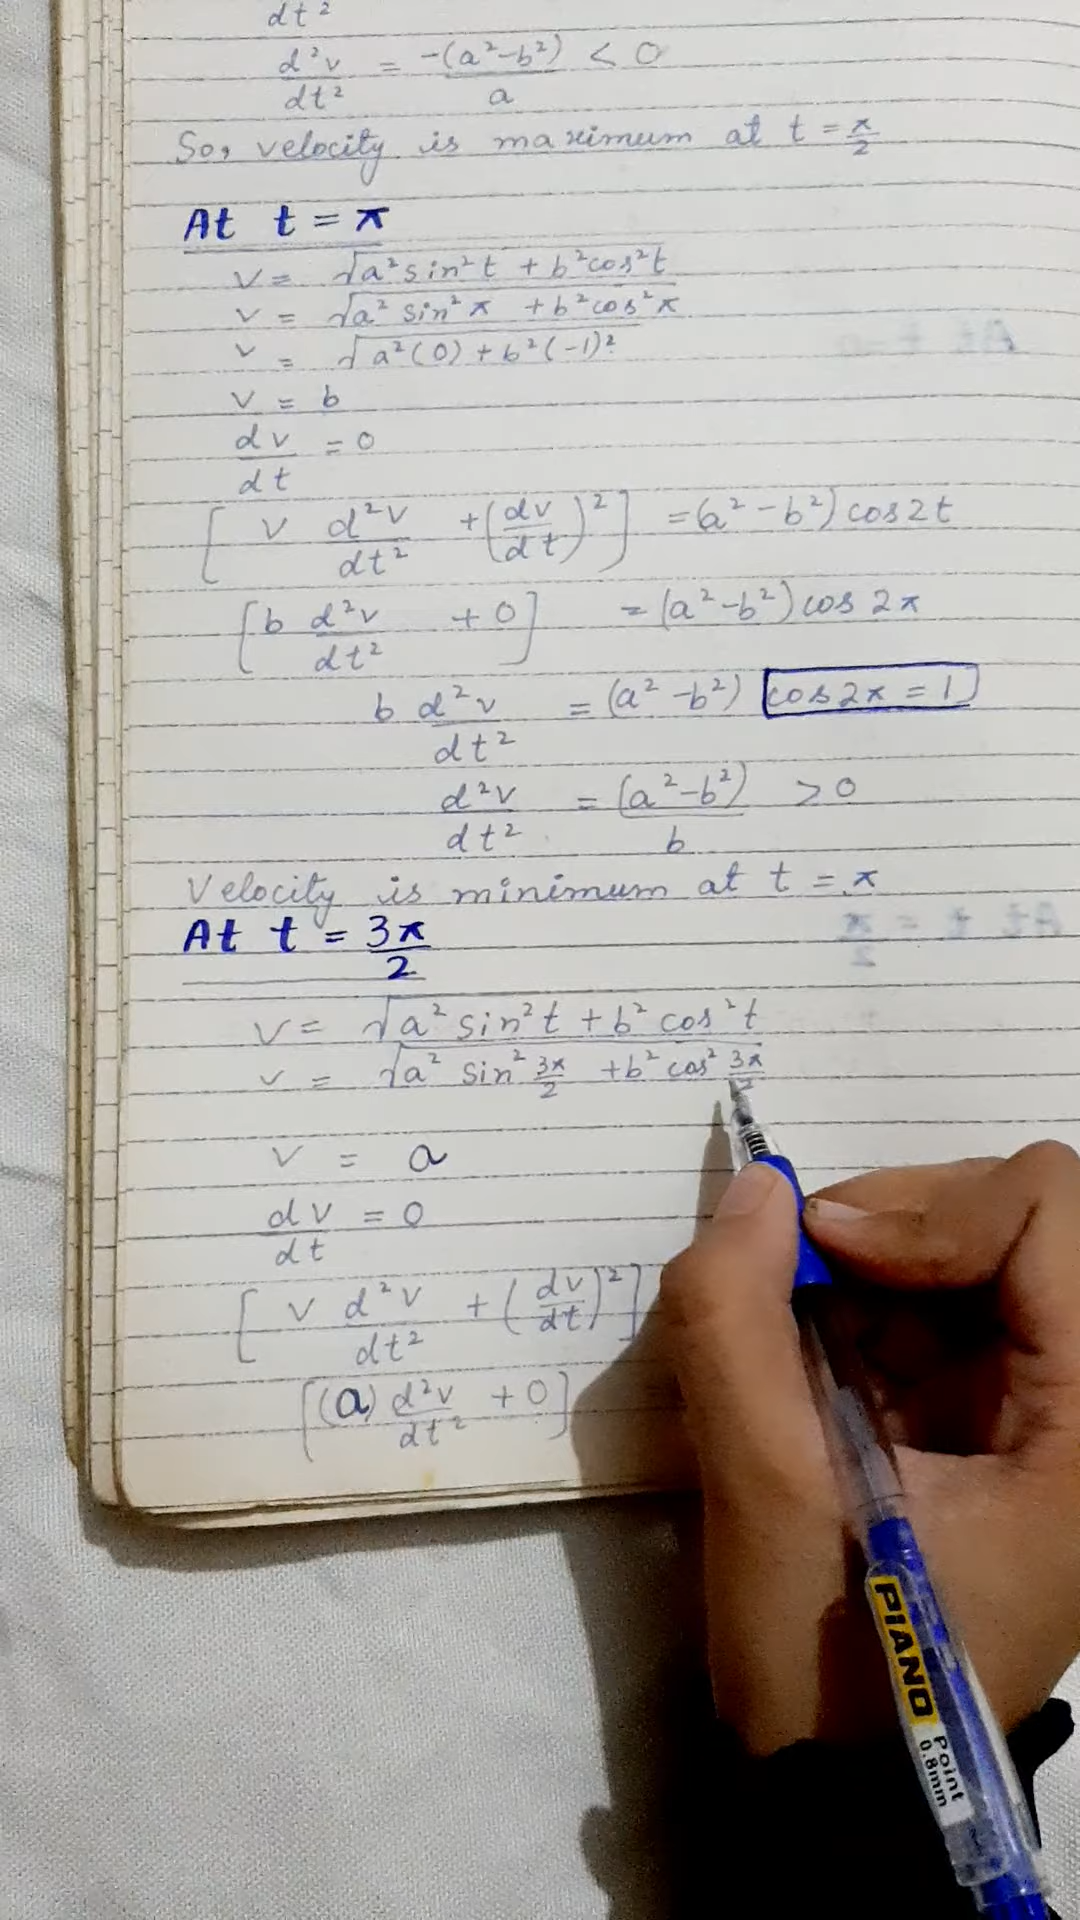 dt²
d²v/dt² = -(a²-b²)/a < 0
So, velocity is maximum at t = π/2
At t = π
v = √a²sin²t + b²cos²t
v = √a² sin²π + b²cos²π
v = √a²(0) + b²(-1)²
v = b
dv/dt = 0
[v d²v/dt² + (dv/dt)²] = (a²-b²) cos2t
[b d²v/dt² + 0] = (a²-b²) cos 2π
b d²v/dt² = (a²-b²) cos2π = 1
d²v/dt² = (a²-b²)/b > 0
Velocity is minimum at t = π
At t = 3π/2
v = √a² sin²t + b² cos²t
v = √a² sin² 3π/2 + b² cos² 3π/2
v = a
dv/dt = 0
[v d²v/dt² + (dv/dt)²]
[(a) d²v/dt² + 0]
PIANO
Point
0.8mm